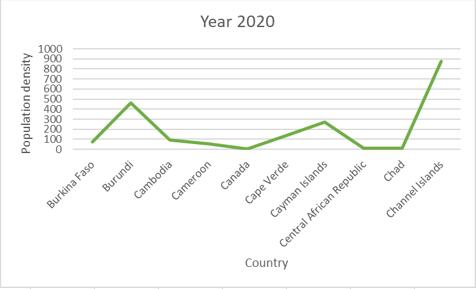 Year 2020
Population density
1000
900
800
700
600
500
400
300
200
100
0
Burkina Faso
Burundi
Cambodia
Cameroon
Canada
Cape Verde
Cayman Islands
Central African Republic
Chad
Channel Islands
Country